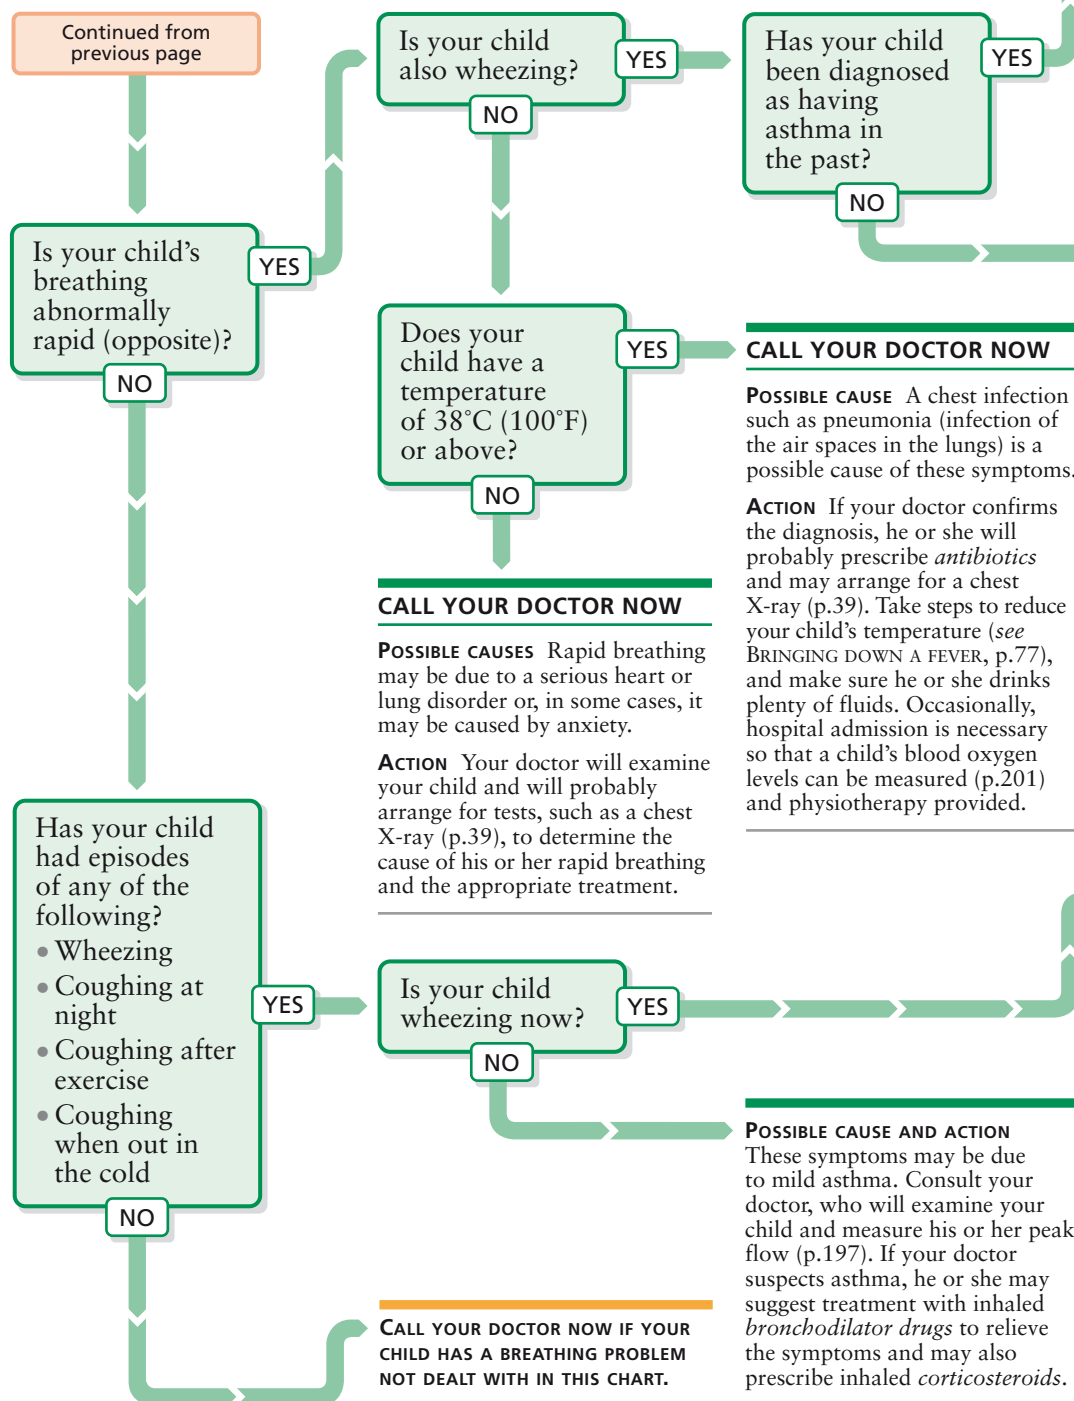 Continued from
previous page
Is your child's
breathing
abnormally
rapid (opposite)?
YES
NO
Is your child
also wheezing?
YES
NO
Has your child
been diagnosed
as having
asthma in
the past?
YES
NO
Does your
child have a
temperature
of 38°C (100°F)
or above?
YES
NO
CALL YOUR DOCTOR NOW
POSSIBLE CAUSE A chest infection
such as pneumonia (infection of
the air spaces in the lungs) is a
possible cause of these symptoms.
ACTION If your doctor confirms
the diagnosis, he or she will
probably prescribe antibiotics
and may arrange for a chest
X-ray (p.39). Take steps to reduce
your child's temperature (see
BRINGING DOWN A FEVER, p.77),
and make sure he or she drinks
plenty of fluids. Occasionally,
hospital admission is necessary
so that a child's blood oxygen
levels can be measured (p.201)
and physiotherapy provided.
CALL YOUR DOCTOR NOW
POSSIBLE CAUSES Rapid breathing
may be due to a serious heart or
lung disorder or, in some cases, it
may be caused by anxiety.
ACTION Your doctor will examine
your child and will probably
arrange for tests, such as a chest
X-ray (p.39), to determine the
cause of his or her rapid breathing
and the appropriate treatment.
Has your child
had episodes
of any of the
following?
• Wheezing
• Coughing at
night
• Coughing after
exercise
• Coughing
when out in
the cold
YES
NO
Is your child
wheezing now?
YES
NO
POSSIBLE CAUSE AND ACTION
These symptoms may be due
to mild asthma. Consult your
doctor, who will examine your
child and measure his or her peak
flow (p.197). If your doctor
suspects asthma, he or she may
suggest treatment with inhaled
bronchodilator drugs to relieve
the symptoms and may also
prescribe inhaled corticosteroids.
CALL YOUR DOCTOR NOW IF YOUR
CHILD HAS A BREATHING PROBLEM
NOT DEALT WITH IN THIS CHART.